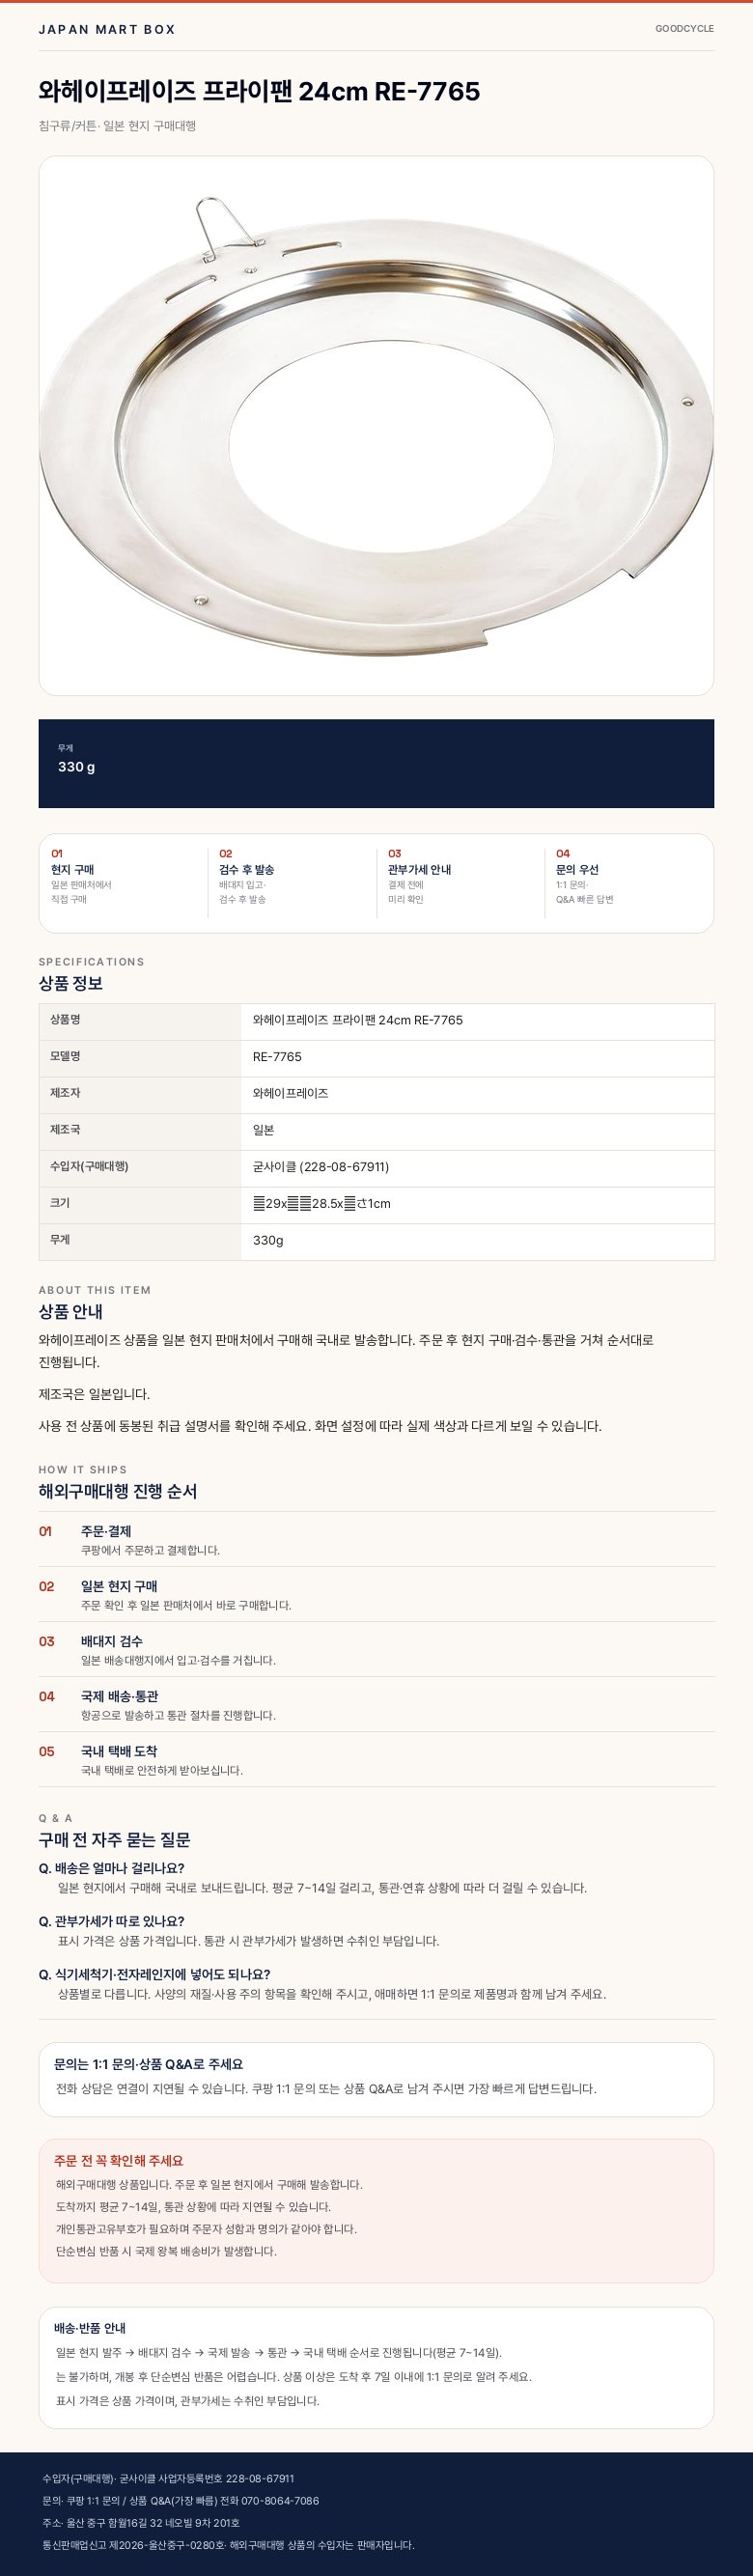 JAPAN MART BOX
GOODCYCLE
와헤이프레이즈 프라이팬 24cm RE-7765
침구류/커튼· 일본 현지 구매대행
무게
330 g
01
현지 구매
일본 판매처에서
직접 구매
02
검수 후 발송
배대지 입고·
검수 후 발송
03
관부가세 안내
결제 전에
미리 확인
04
문의 우선
1:1 문의·
Q&A 빠른 답변
SPECIFICATIONS
상품 정보
상품명 와헤이프레이즈 프라이팬 24cm RE-7765
모델명 RE-7765
제조자 와헤이프레이즈
제조국 일본
수입자(구매대행) 굳사이클 (228-08-67911)
크기 29x 28.5x さ1cm
무게 330g
ABOUT THIS ITEM
상품 안내
와헤이프레이즈 상품을 일본 현지 판매처에서 구매해 국내로 발송합니다. 주문 후 현지 구매·검수·통관을 거쳐 순서대로
진행됩니다.
제조국은 일본입니다.
사용 전 상품에 동봉된 취급 설명서를 확인해 주세요. 화면 설정에 따라 실제 색상과 다르게 보일 수 있습니다.
HOW IT SHIPS
해외구매대행 진행 순서
01 주문·결제
쿠팡에서 주문하고 결제합니다.
02 일본 현지 구매
주문 확인 후 일본 판매처에서 바로 구매합니다.
03 배대지 검수
일본 배송대행지에서 입고·검수를 거칩니다.
04 국제 배송·통관
항공으로 발송하고 통관 절차를 진행합니다.
05 국내 택배 도착
국내 택배로 안전하게 받아보십니다.
Q & A
구매 전 자주 묻는 질문
Q. 배송은 얼마나 걸리나요?
일본 현지에서 구매해 국내로 보내드립니다. 평균 7~14일 걸리고, 통관·연휴 상황에 따라 더 걸릴 수 있습니다.
Q. 관부가세가 따로 있나요?
표시 가격은 상품 가격입니다. 통관 시 관부가세가 발생하면 수취인 부담입니다.
Q. 식기세척기·전자레인지에 넣어도 되나요?
상품별로 다릅니다. 사양의 재질·사용 주의 항목을 확인해 주시고, 애매하면 1:1 문의로 제품명과 함께 남겨 주세요.
문의는 1:1 문의·상품 Q&A로 주세요
전화 상담은 연결이 지연될 수 있습니다. 쿠팡 1:1 문의 또는 상품 Q&A로 남겨 주시면 가장 빠르게 답변드립니다.
주문 전 꼭 확인해 주세요
해외구매대행 상품입니다. 주문 후 일본 현지에서 구매해 발송합니다.
도착까지 평균 7~14일, 통관 상황에 따라 지연될 수 있습니다.
개인통관고유부호가 필요하며 주문자 성함과 명의가 같아야 합니다.
단순변심 반품 시 국제 왕복 배송비가 발생합니다.
배송·반품 안내
일본 현지 발주 → 배대지 검수 → 국제 발송 → 통관 → 국내 택배 순서로 진행됩니다(평균 7~14일).
는 불가하며, 개봉 후 단순변심 반품은 어렵습니다. 상품 이상은 도착 후 7일 이내에 1:1 문의로 알려 주세요.
표시 가격은 상품 가격이며, 관부가세는 수취인 부담입니다.
수입자(구매대행)· 굳사이클 사업자등록번호 228-08-67911
문의· 쿠팡 1:1 문의 / 상품 Q&A(가장 빠름) 전화 070-8064-7086
주소· 울산 중구 함월16길 32 네오빌 9차 201호
통신판매업신고 제2026-울산중구-0280호· 해외구매대행 상품의 수입자는 판매자입니다.